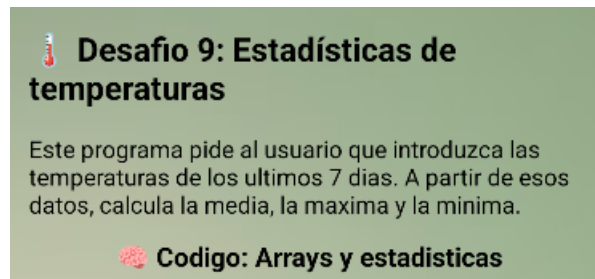 🌡️ Desafio 9: Estadísticas de
temperaturas
Este programa pide al usuario que introduzca las
temperaturas de los ultimos 7 dias. A partir de esos
datos, calcula la media, la maxima y la minima.
🧠 Codigo: Arrays y estadisticas